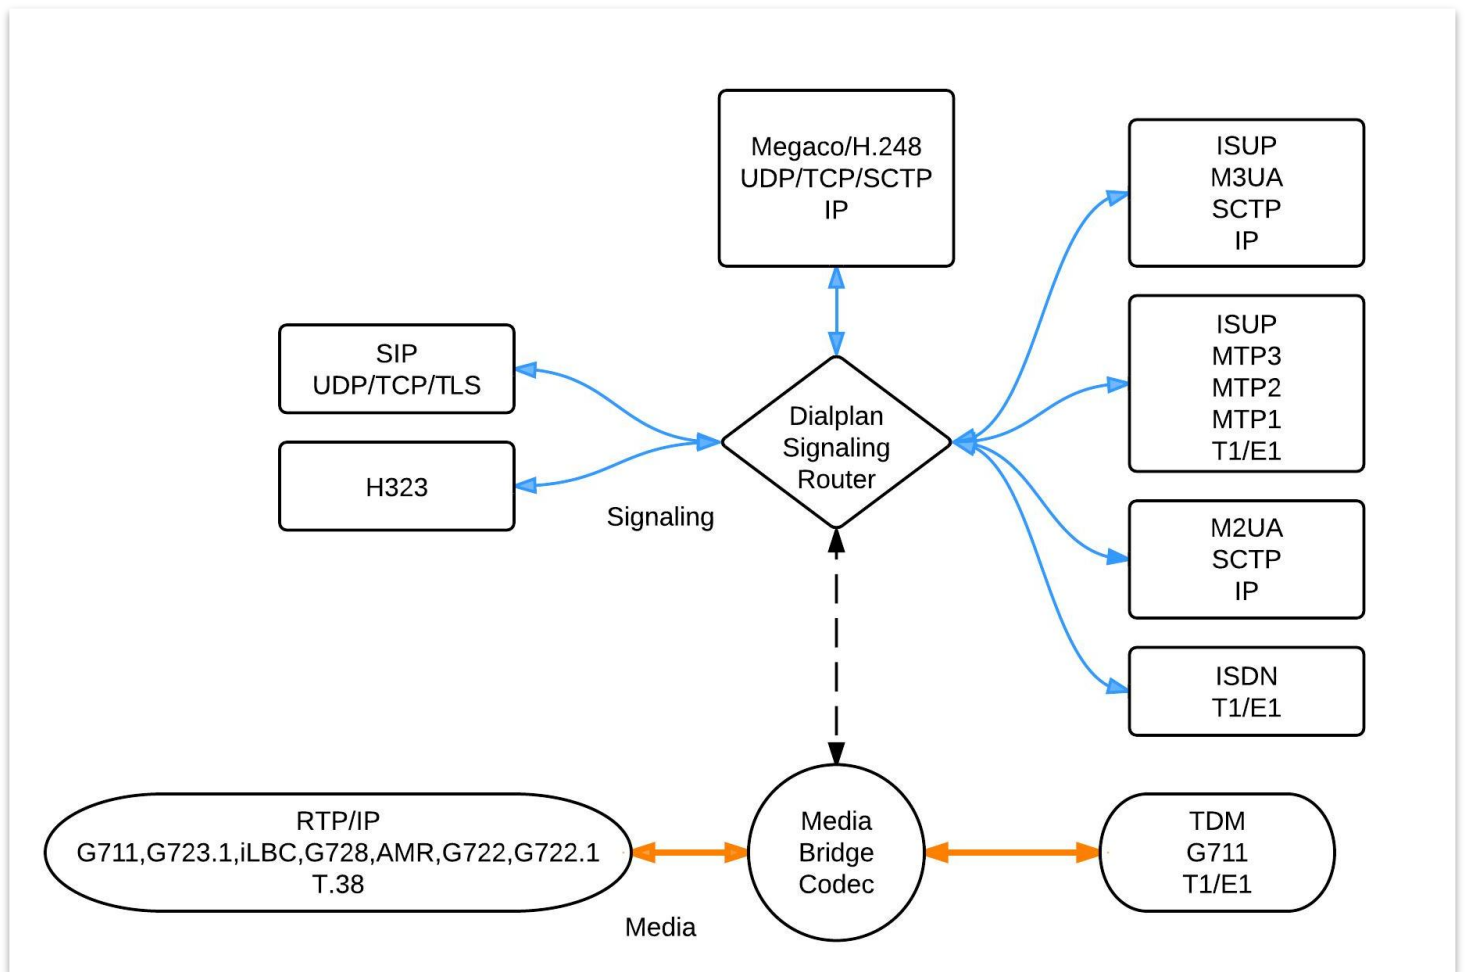 Megaco/H.248
UDP/TCP/SCTP
IP
ISUP
M3UA
SCTP
IP
SIP
UDP/TCP/TLS
H323
Signaling
Dialplan
Signaling
Router
ISUP
MTP3
MTP2
MTP1
T1/E1
M2UA
SCTP
IP
ISDN
T1/E1
RTP/IP
G711,G723.1,iLBC,G728,AMR,G722,G722.1
T.38
Media
Media
Bridge
Codec
TDM
G711
T1/E1